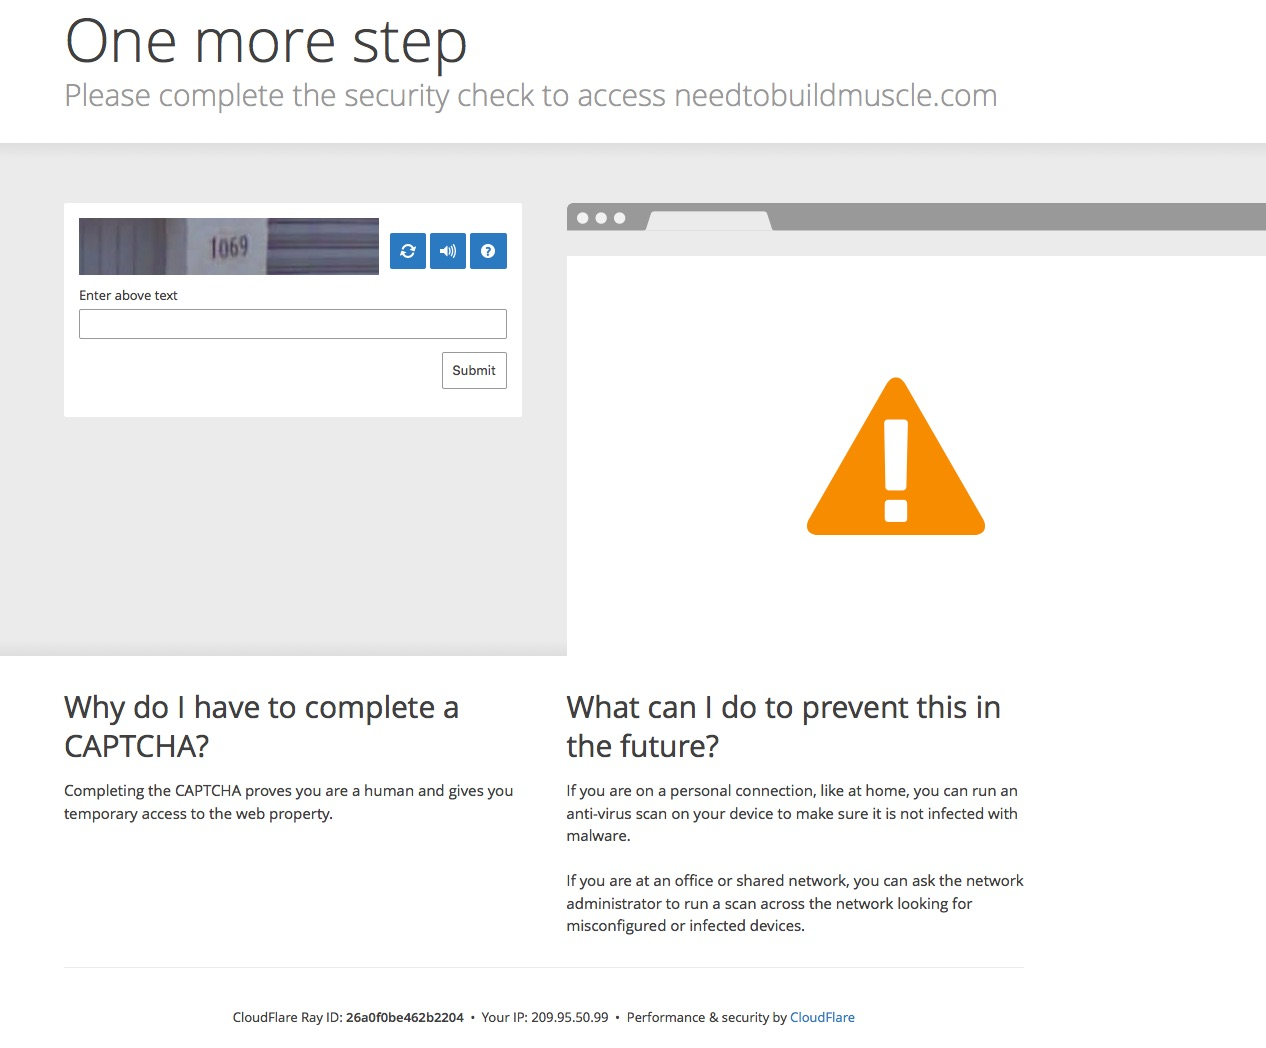 One more step
Please complete the security check to access needtobuildmuscle.com
1069
Enter above text
Submit
Why do I have to complete a
CAPTCHA?
Completing the CAPTCHA proves you are a human and gives you
temporary access to the web property.
What can I do to prevent this in
the future?
If you are on a personal connection, like at home, you can run an
anti-virus scan on your device to make sure it is not infected with
malware.
If you are at an office or shared network, you can ask the network
administrator to run a scan across the network looking for
misconfigured or infected devices.
CloudFlare Ray ID: 26a0f0be462b2204 • Your IP: 209.95.50.99 • Performance & security by CloudFlare